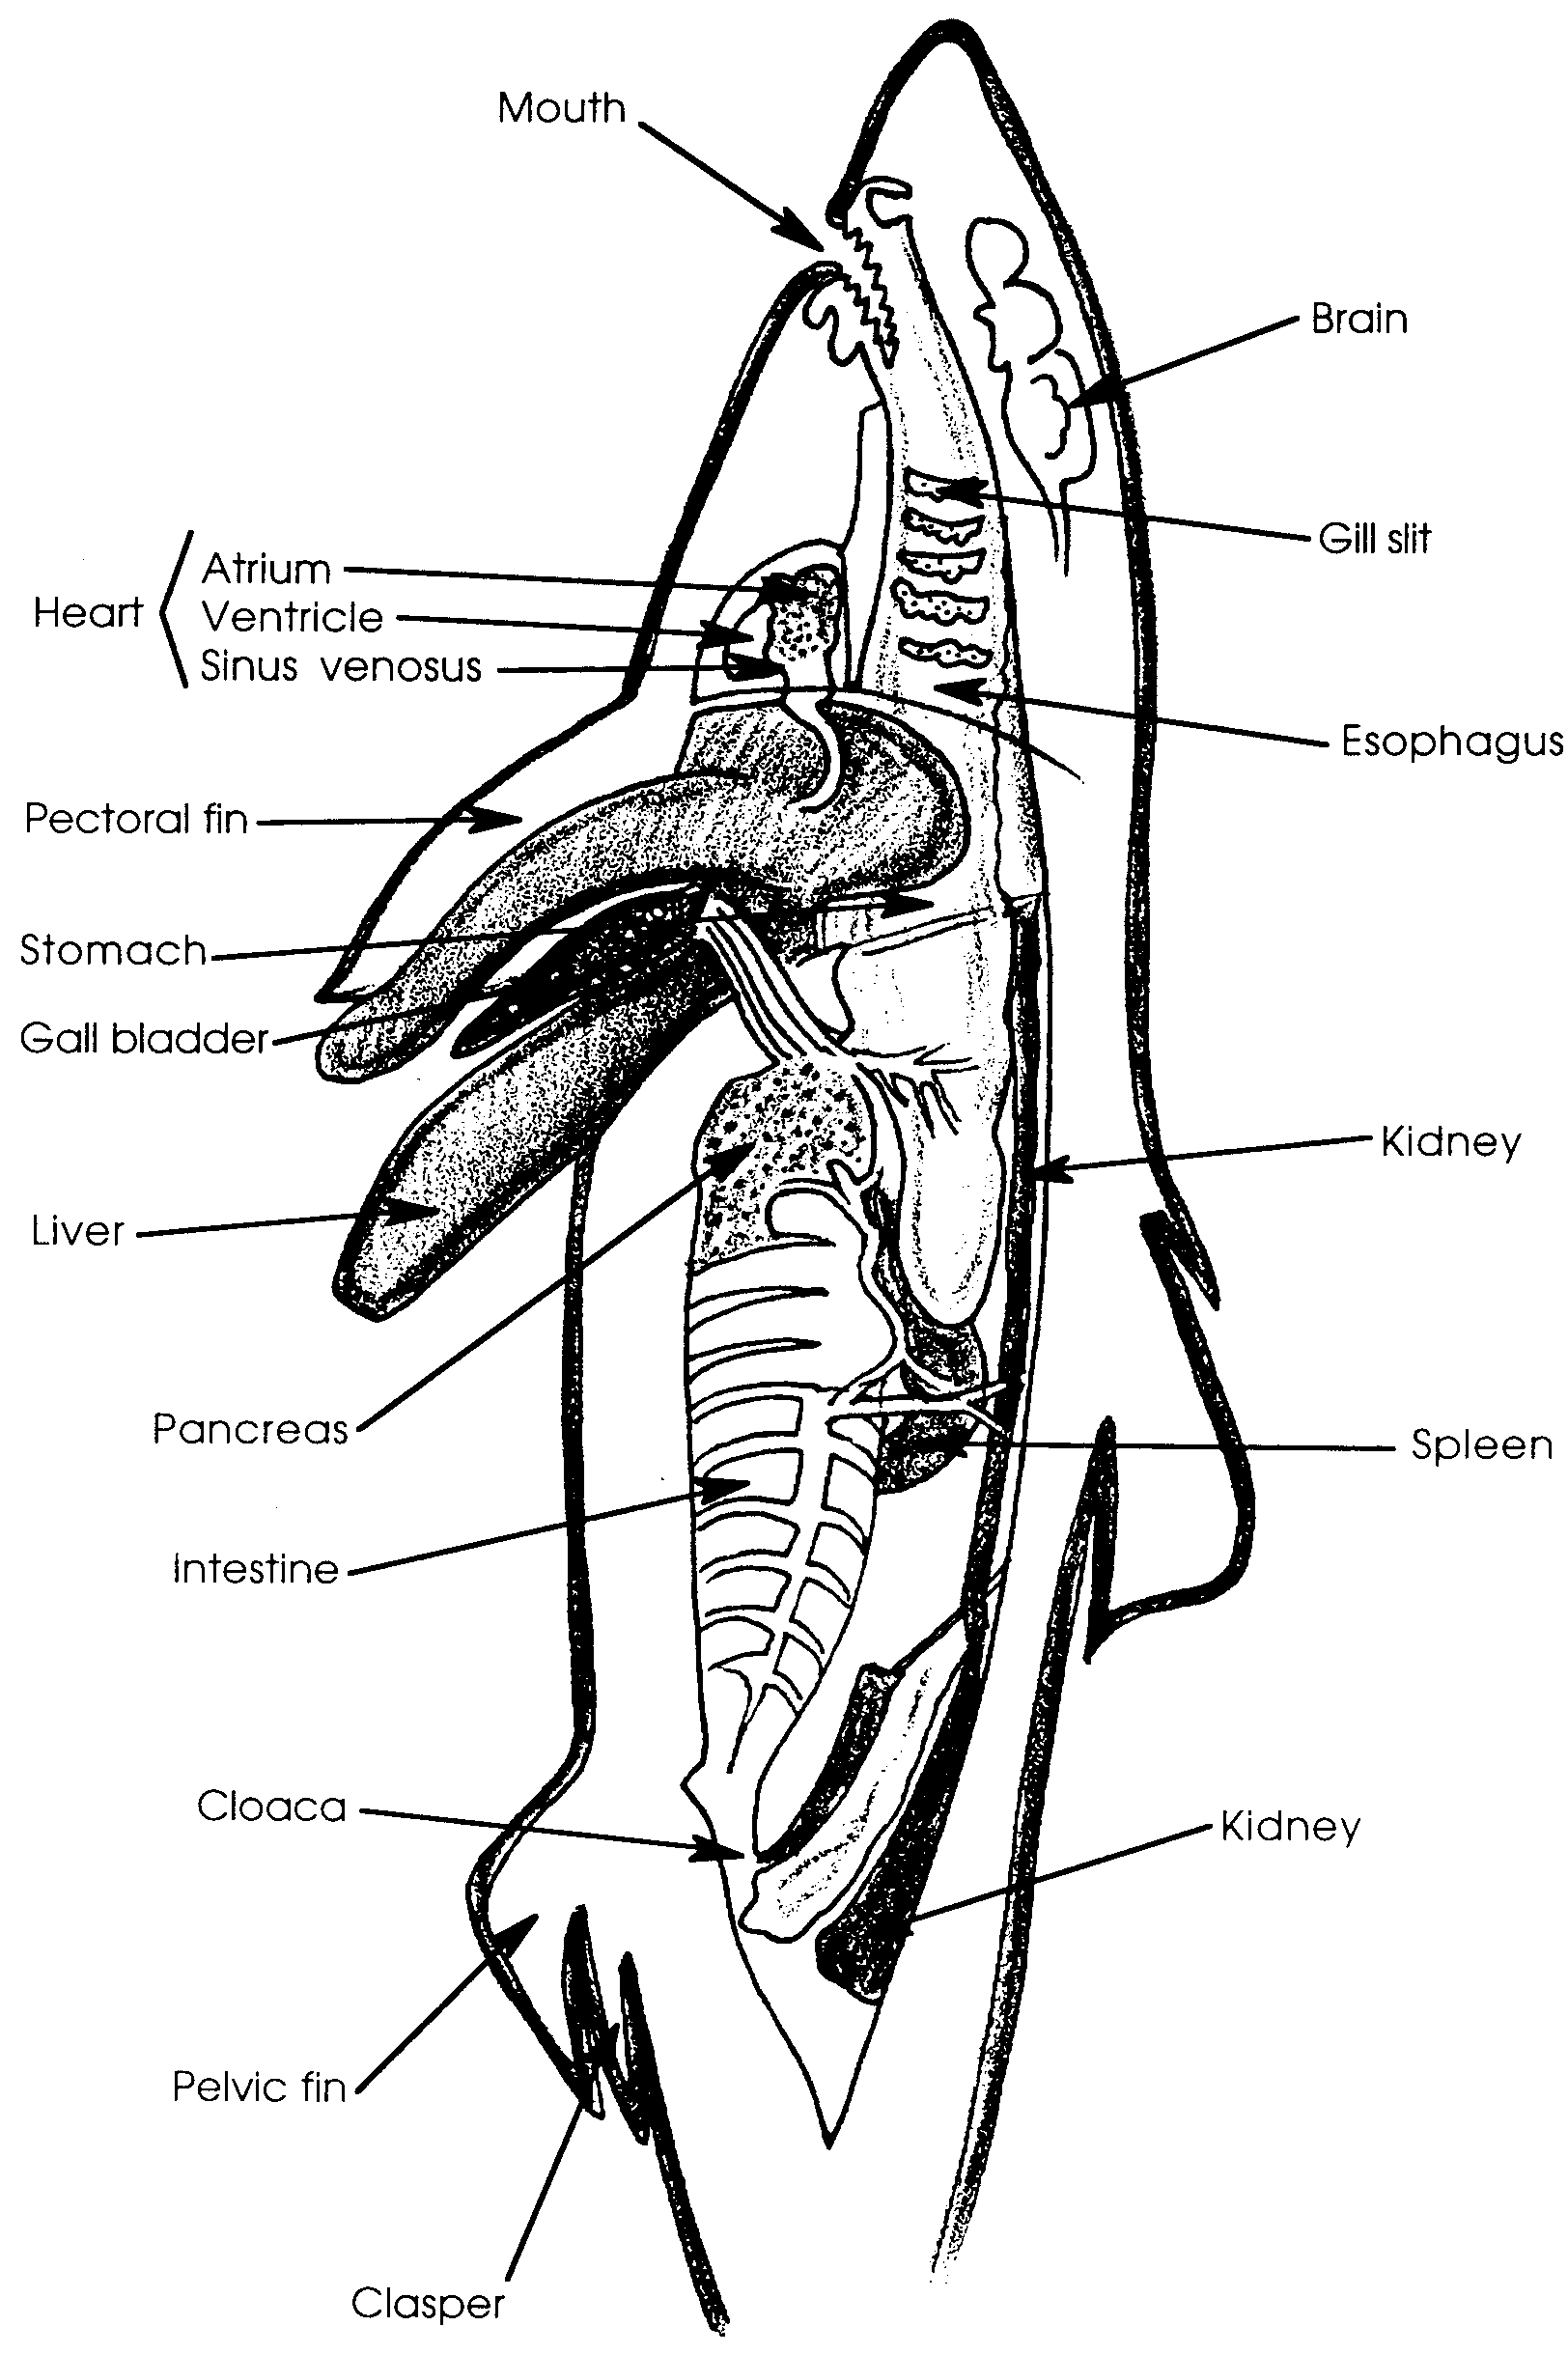 Mouth
Brain
Gill slit
Heart
Atrium
Ventricle
Sinus venosus
Esophagus
Pectoral fin
Stomach
Gall bladder
Kidney
Liver
Pancreas
Spleen
Intestine
Cloaca
Kidney
Pelvic fin
Clasper